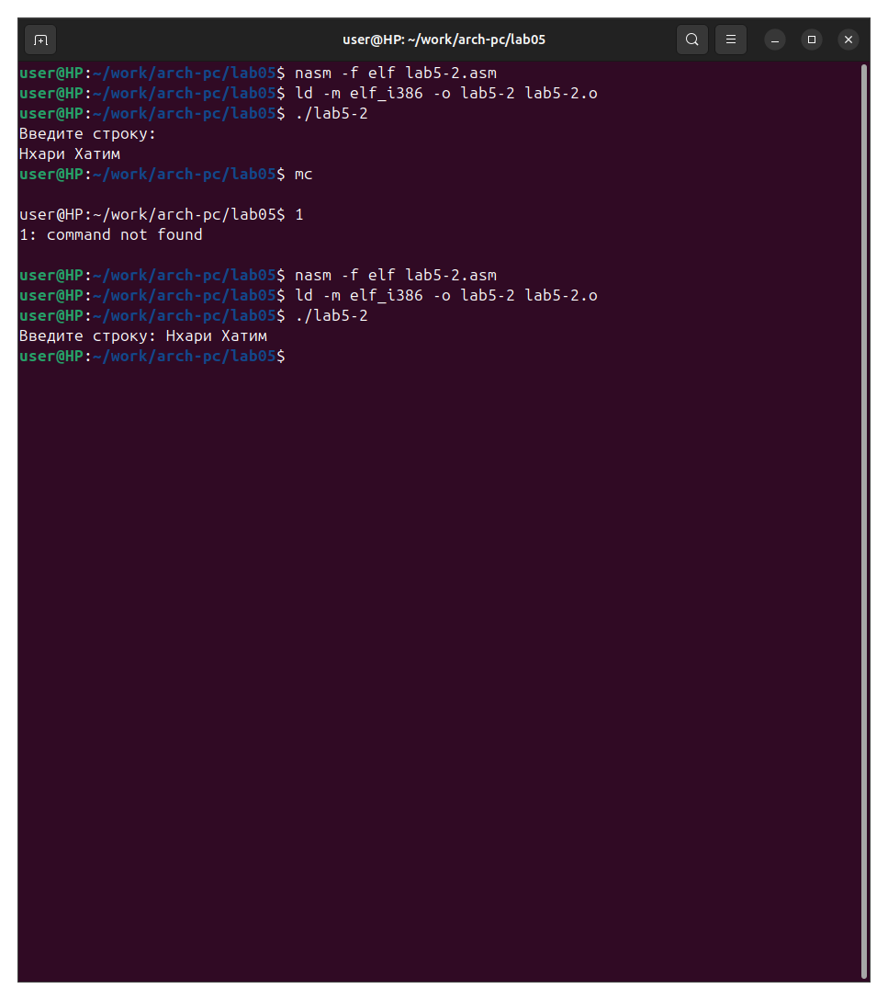 user@HP: ~/work/arch-pc/lab05
user@HP:~/work/arch-pc/lab05$ nasm -f elf lab5-2.asm
user@HP:~/work/arch-pc/lab05$ ld -m elf_i386 -o lab5-2 lab5-2.o
user@HP:~/work/arch-pc/lab05$ ./lab5-2
Введите строку:
Нхари Хатим
user@HP:~/work/arch-pc/lab05$ mc
user@HP:~/work/arch-pc/lab05$ 1
1: command not found
user@HP:~/work/arch-pc/lab05$ nasm -f elf lab5-2.asm
user@HP:~/work/arch-pc/lab05$ ld -m elf_i386 -o lab5-2 lab5-2.o
user@HP:~/work/arch-pc/lab05$ ./lab5-2
Введите строку: Нхари Хатим
user@HP:~/work/arch-pc/lab05$